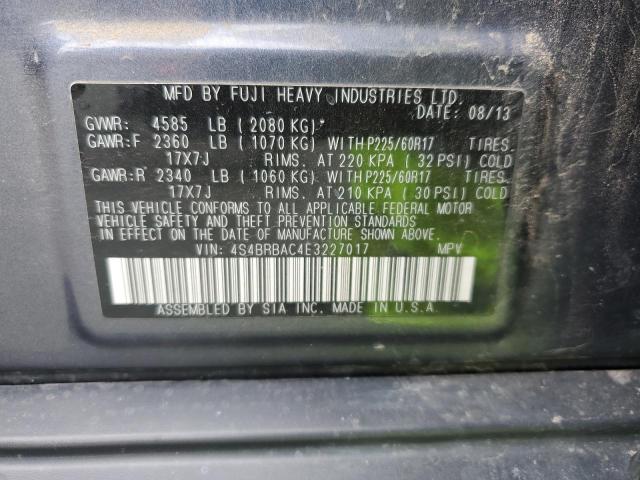 MFD BY FUJI HEAVY INDUSTRIES LTD.
DATE: 08/13
GVWR: 4585 LB ( 2080 KG)*
GAWR:F 2360 LB ( 1070 KG) WITH P225/60R17 TIRES.
17X7J RIMS. AT 220 KPA ( 32 PSI) COLD
GAWR:R 2340 LB ( 1060 KG) WITH P225/60R17 TIRES.
17X7J RIMS. AT 210 KPA ( 30 PSI) COLD
THIS VEHICLE CONFORMS TO ALL APPLICABLE FEDERAL MOTOR
VEHICLE SAFETY AND THEFT PREVENTION STANDARDS
IN EFFECT ON THE DATE OF MANUFACTURE SHOWN ABOVE.
VIN: 4S4BRBAC4E3227017 MPV
ASSEMBLED BY SIA INC. MADE IN U.S.A.